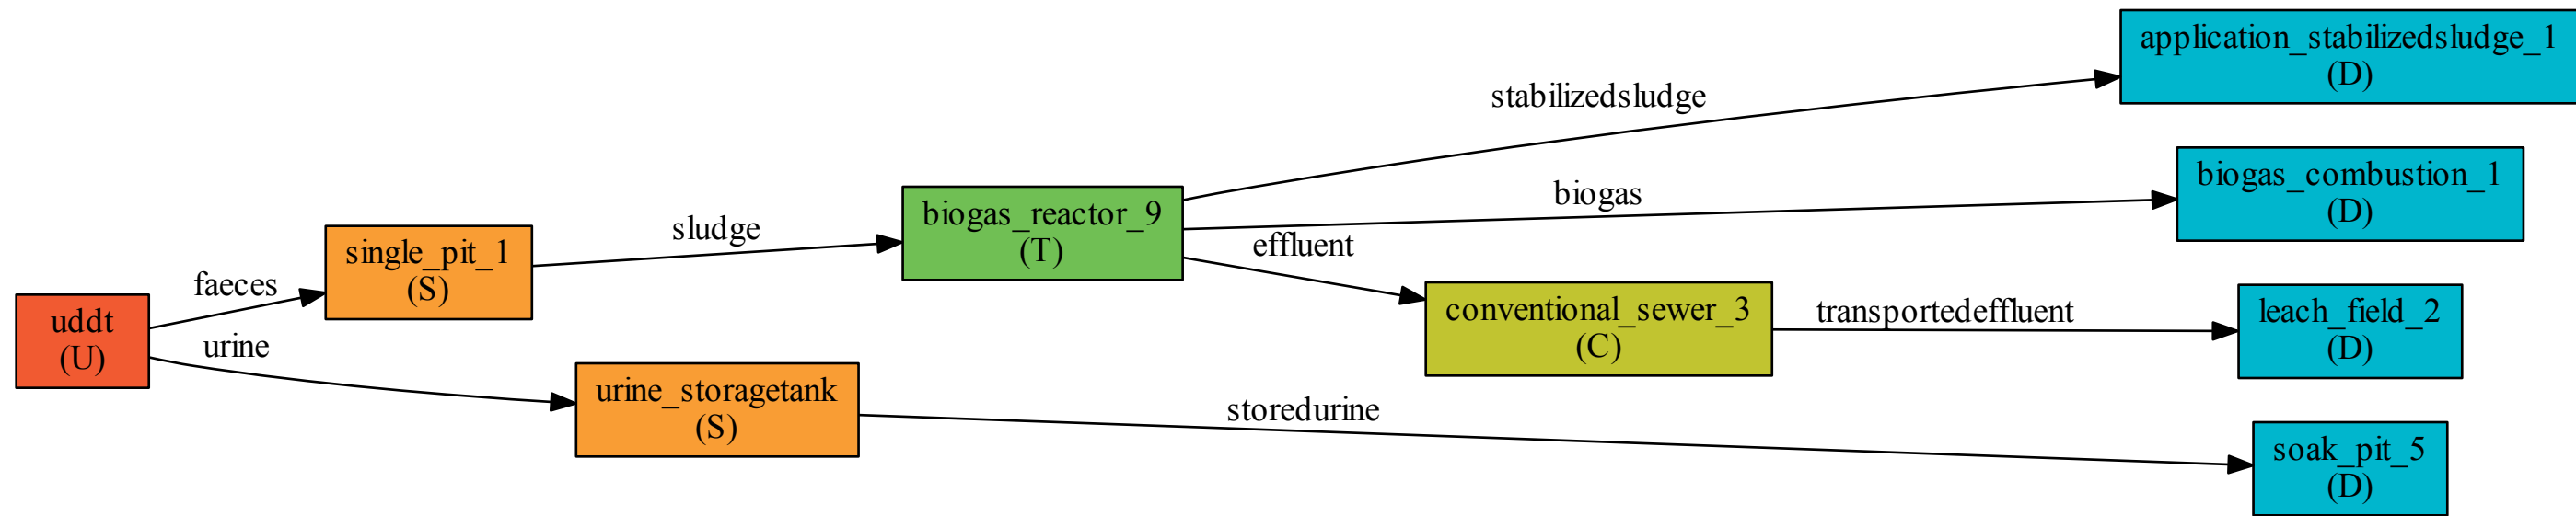 uddt
(U)
faeces
urine
single_pit_1
(S)
urine_storagetank
(S)
sludge
storedurine
biogas_reactor_9
(T)
stabilizedsludge
biogas
effluent
conventional_sewer_3
(C)
transportedeffluent
application_stabilizedsludge_1
(D)
biogas_combustion_1
(D)
leach_field_2
(D)
soak_pit_5
(D)